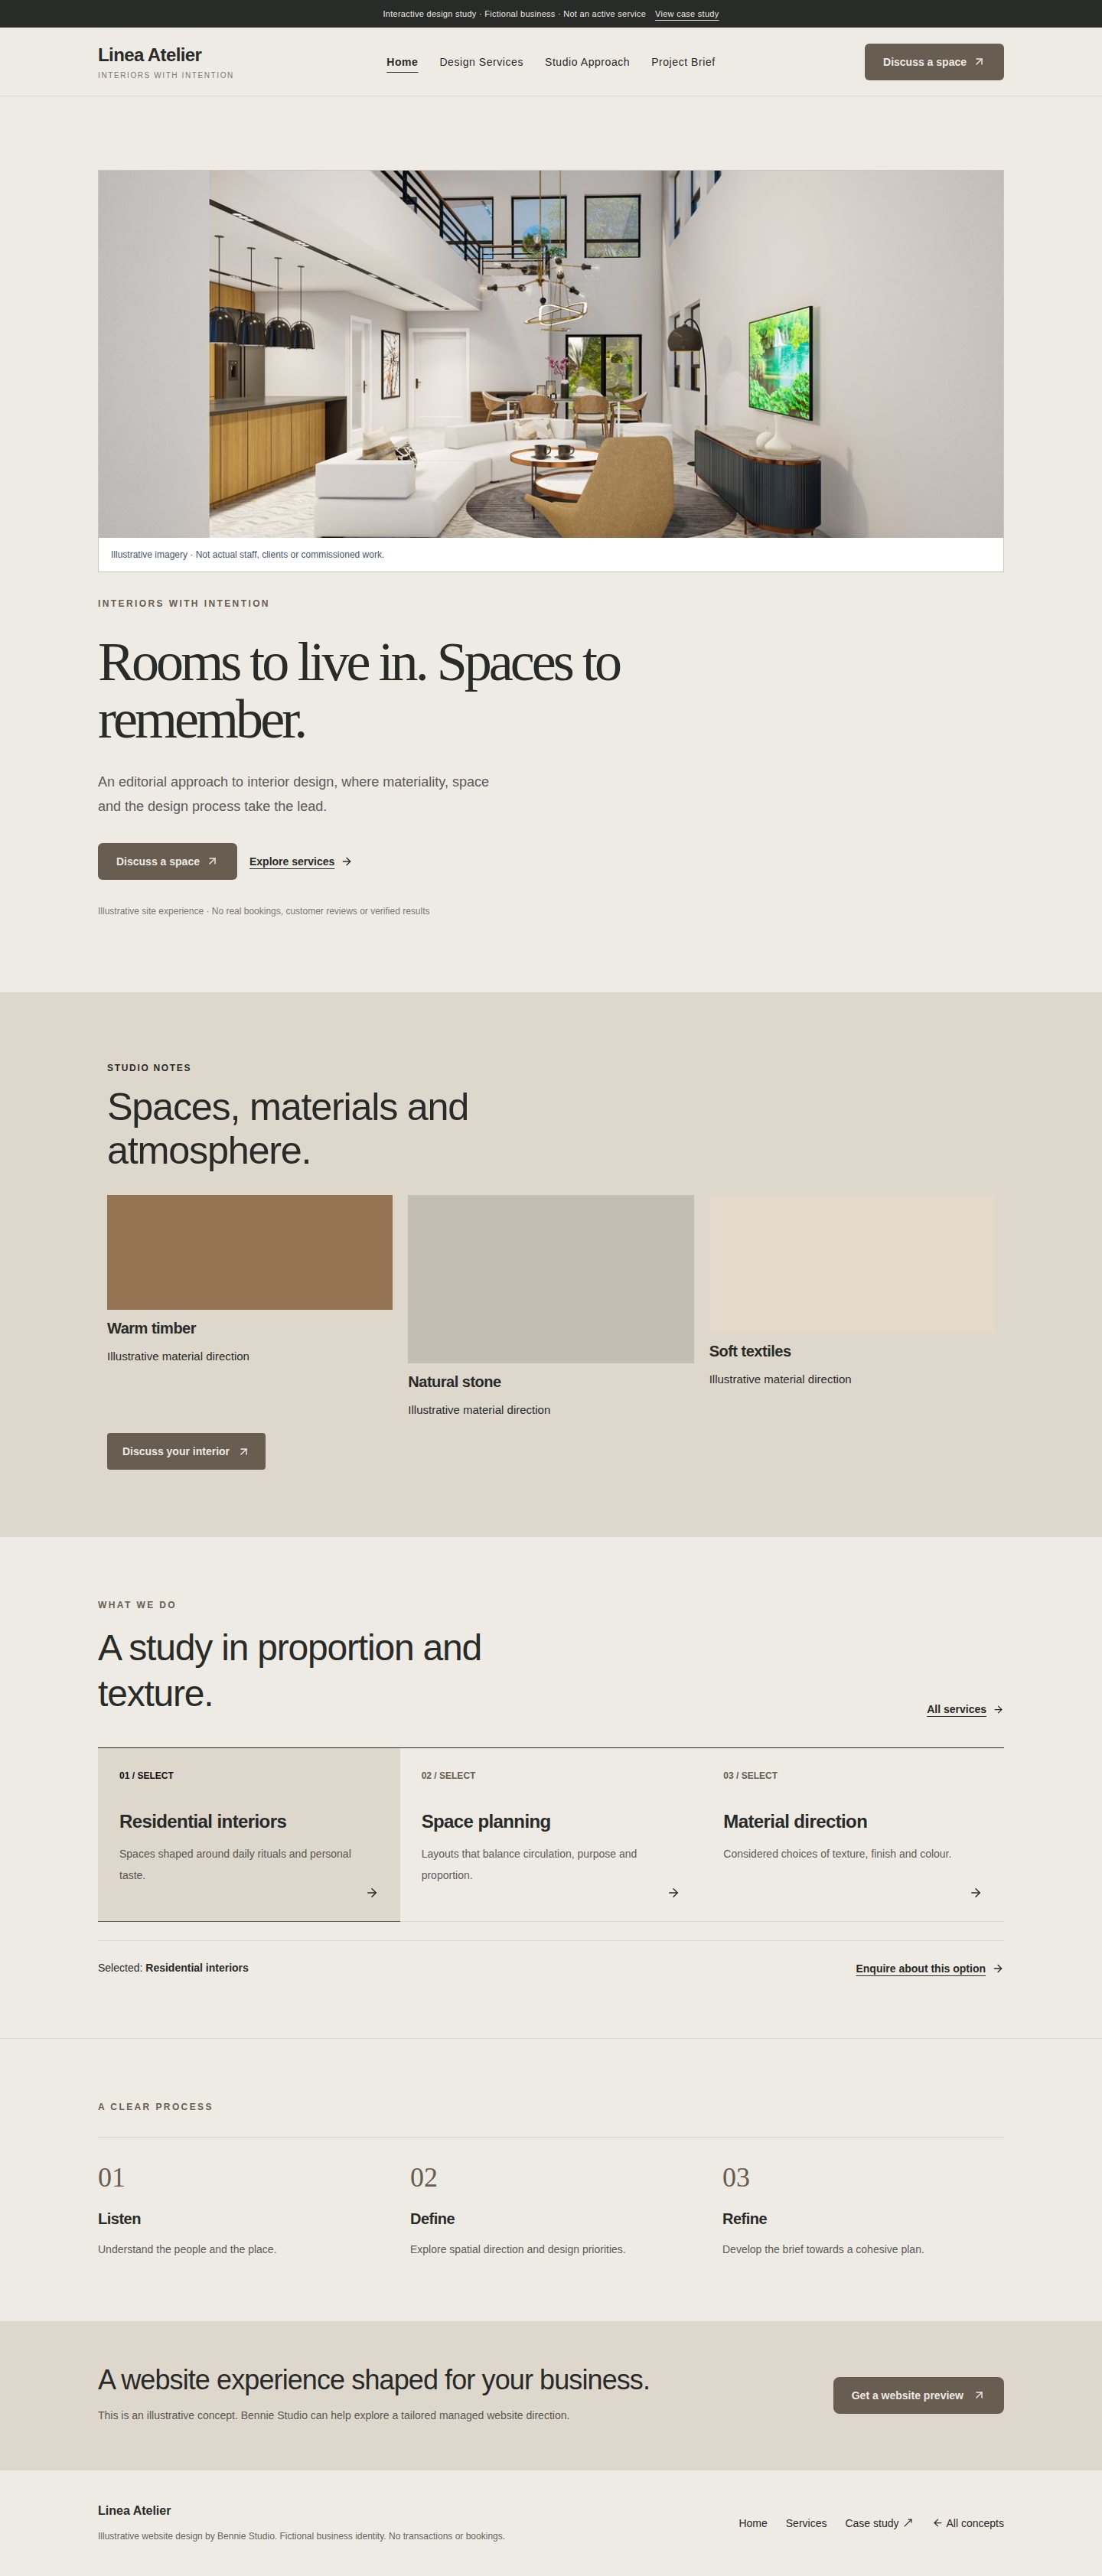 Interactive design study · Fictional business · Not an active service View case study
Linea Atelier
INTERIORS WITH INTENTION
Home
Design Services
Studio Approach
Project Brief
Discuss a space
Illustrative imagery · Not actual staff, clients or commissioned work.
INTERIORS WITH INTENTION
Rooms to live in. Spaces to
remember.
An editorial approach to interior design, where materiality, space
and the design process take the lead.
Discuss a space
Explore services
Illustrative site experience · No real bookings, customer reviews or verified results
STUDIO NOTES
Spaces, materials and
atmosphere.
Warm timber
Illustrative material direction
Natural stone
Illustrative material direction
Soft textiles
Illustrative material direction
Discuss your interior
WHAT WE DO
A study in proportion and
texture.
All services
01 / SELECT
Residential interiors
Spaces shaped around daily rituals and personal
taste.
02 / SELECT
Space planning
Layouts that balance circulation, purpose and
proportion.
03 / SELECT
Material direction
Considered choices of texture, finish and colour.
Selected: Residential interiors
Enquire about this option
A CLEAR PROCESS
01
Listen
Understand the people and the place.
02
Define
Explore spatial direction and design priorities.
03
Refine
Develop the brief towards a cohesive plan.
A website experience shaped for your business.
This is an illustrative concept. Bennie Studio can help explore a tailored managed website direction.
Get a website preview
Linea Atelier
Illustrative website design by Bennie Studio. Fictional business identity. No transactions or bookings.
Home
Services
Case study
All concepts